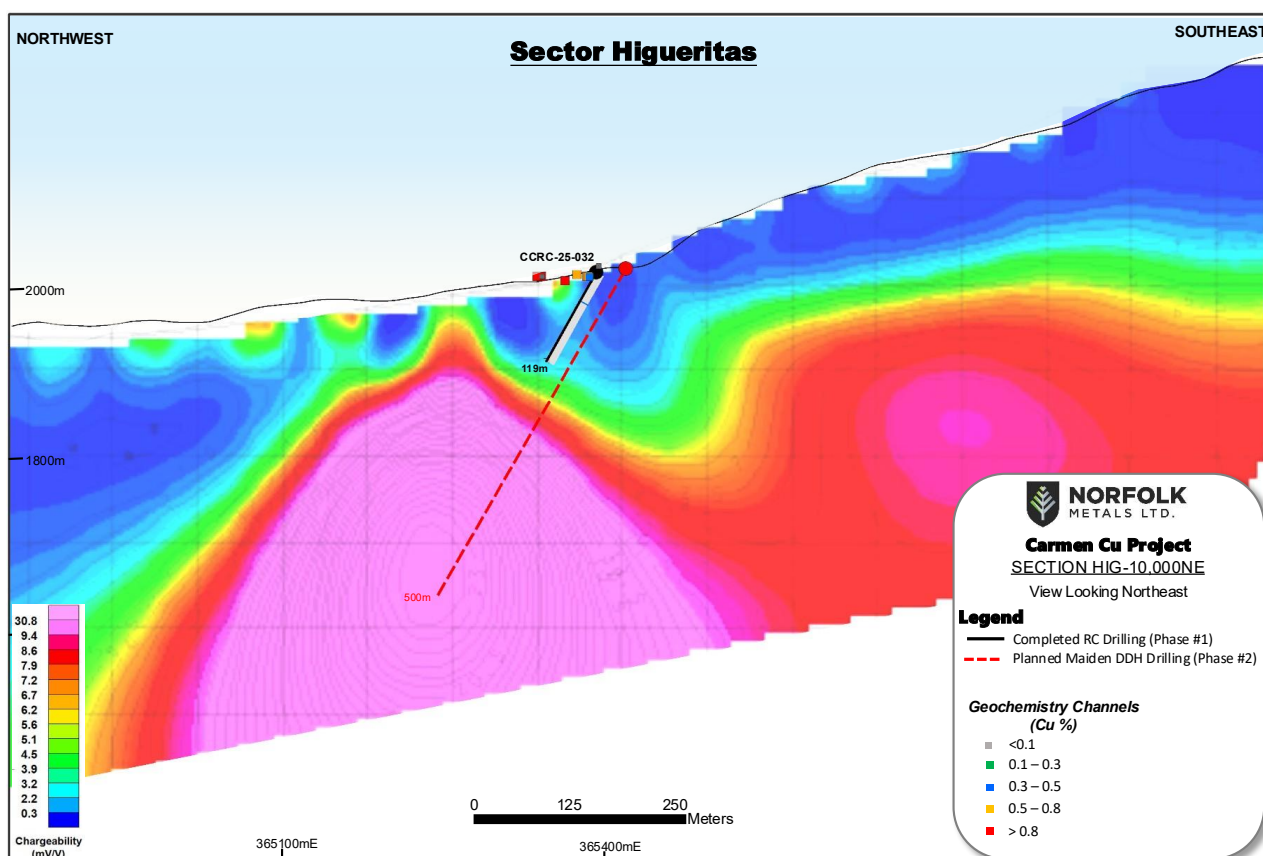 NORTHWEST
SOUTHEAST
Sector Higueritas
CCRC-25-032
2000m
119m
1800m
500m
NORFOLK
METALS LTD.
Carmen Cu Project
SECTION HIG-10,000NE
View Looking Northeast
Legend
Completed RC Drilling (Phase #1)
Planned Maiden DDH Drilling (Phase #2)
Geochemistry Channels
(Cu %)
<0.1
0.1 – 0.3
0.3 – 0.5
0.5 – 0.8
> 0.8
30.8
9.4
8.6
7.9
7.2
6.7
6.2
5.6
5.1
4.5
3.9
3.2
2.2
0.3
Chargeability
(mV/V)
0 125 250
Meters
365100mE 365400mE